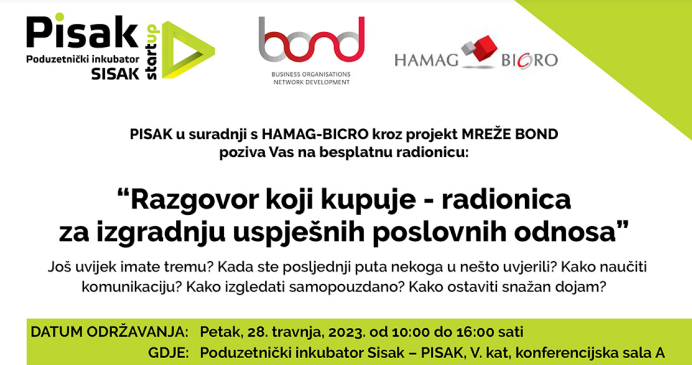 Pisak
startup
Poduzetnički inkubator
SISAK
bond
BUSINESS ORGANISATIONS
NETWORK DEVELOPMENT
HAMAG BICRO
PISAK u suradnji s HAMAG-BICRO kroz projekt MREŽE BOND
poziva Vas na besplatnu radionicu:
“Razgovor koji kupuje - radionica
za izgradnju uspješnih poslovnih odnosa”
Još uvijek imate tremu? Kada ste posljednji puta nekoga u nešto uvjerili? Kako naučiti
komunikaciju? Kako izgledati samopouzdano? Kako ostaviti snažan dojam?
DATUM ODRŽAVANJA: Petak, 28. travnja, 2023. od 10:00 do 16:00 sati
GDJE: Poduzetnički inkubator Sisak – PISAK, V. kat, konferencijska sala A